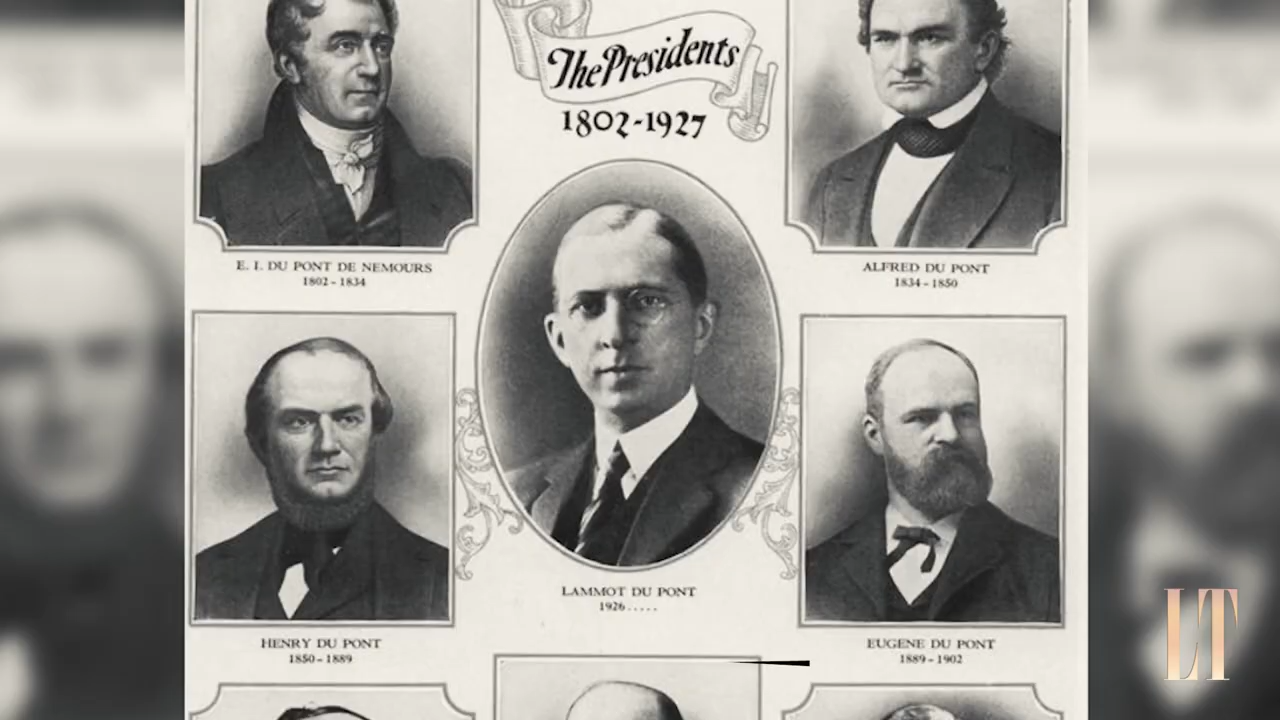 The Presidents
1802-1927
E. I. DU PONT DE NEMOURS
1802-1834
ALFRED DU PONT
1834-1850
LAMMOT DU PONT
1926.....
HENRY DU PONT
1850-1889
EUGENE DU PONT
1889-1902
LT